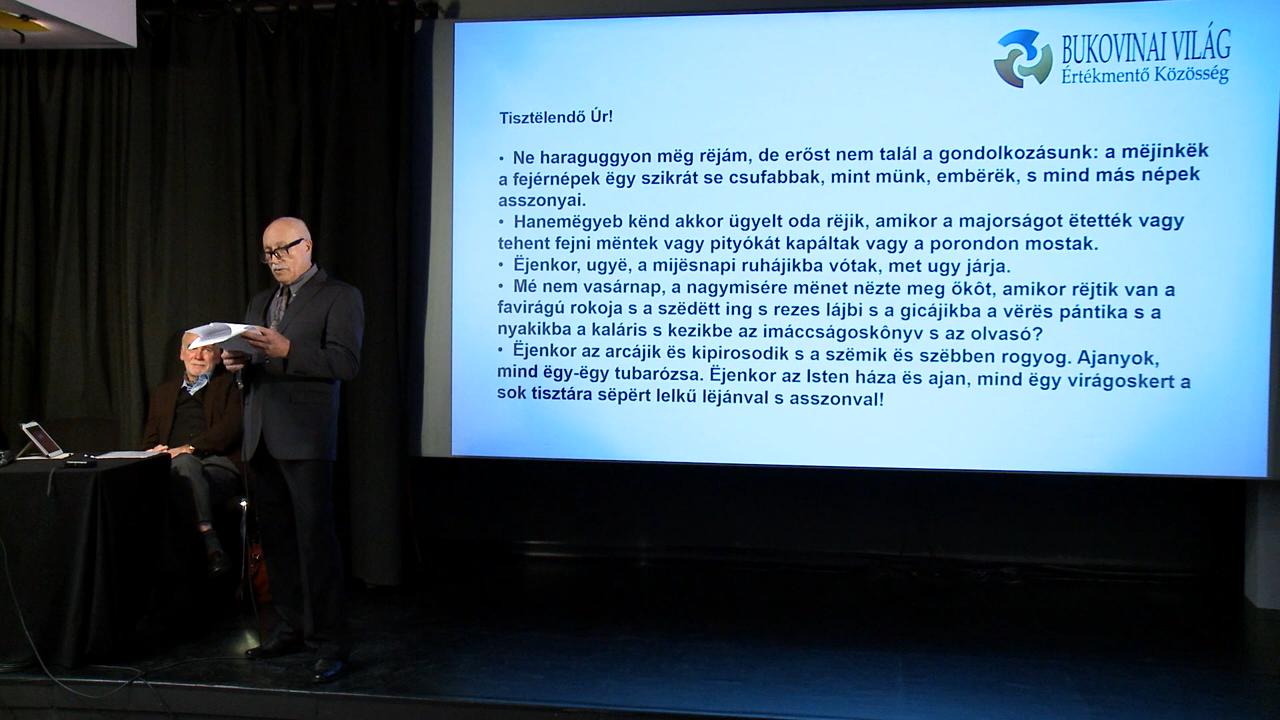 BUKOVINAI VILÁG
Értékmentő Közösség
Tisztëlendő Úr!
• Ne haraguggyon mëg rëjám, de erőst nem talál a gondolkozásunk: a mëjinkëk
a fejérnépek ëgy szikrát se csufabbak, mint münk, embërëk, s mind más népek
asszonyai.
• Hanemëgyeb kënd akkor ügyelt oda rëjik, amikor a majorságot ëtették vagy
tehent fejni mëntek vagy pityókát kapáltak vagy a porondon mostak.
• Ëjenkor, ugyë, a mijësnapi ruhájikba vótak, met ugy járja.
• Mé nem vasárnap, a nagymisére mënet nëzte meg őkôt, amikor rëjtik van a
favirágú rokoja s a szëdëtt ing s rezes lájbi s a gicájikba a vërës pántika s a
nyakikba a kaláris s kezikbe az imáccságoskônyv s az olvasó?
• Ëjenkor az arcájik ës kipirosodik s a szëmik ës szëbben rogyog. Ajanyok,
mind ëgy-ëgy tubarózsa. Ëjenkor az Isten háza ës ajan, mind ëgy virágoskert a
sok tisztára sëpërt lelkű lëjánval s asszonval!